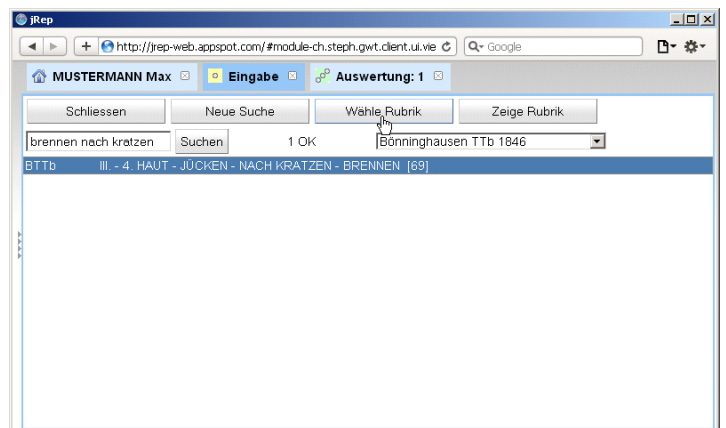 jRep
http://jrep-web.appspot.com/#module-ch.steph.gwt.client.ui.vie
Google
MUSTERMANN Max
Eingabe
Auswertung: 1
Schliessen
Neue Suche
Wähle Rubrik
Zeige Rubrik
brennen nach kratzen
Suchen
1 OK
Bönninghausen TTb 1846
BTTb III. - 4. HAUT - JÜCKEN - NACH KRATZEN - BRENNEN [69]